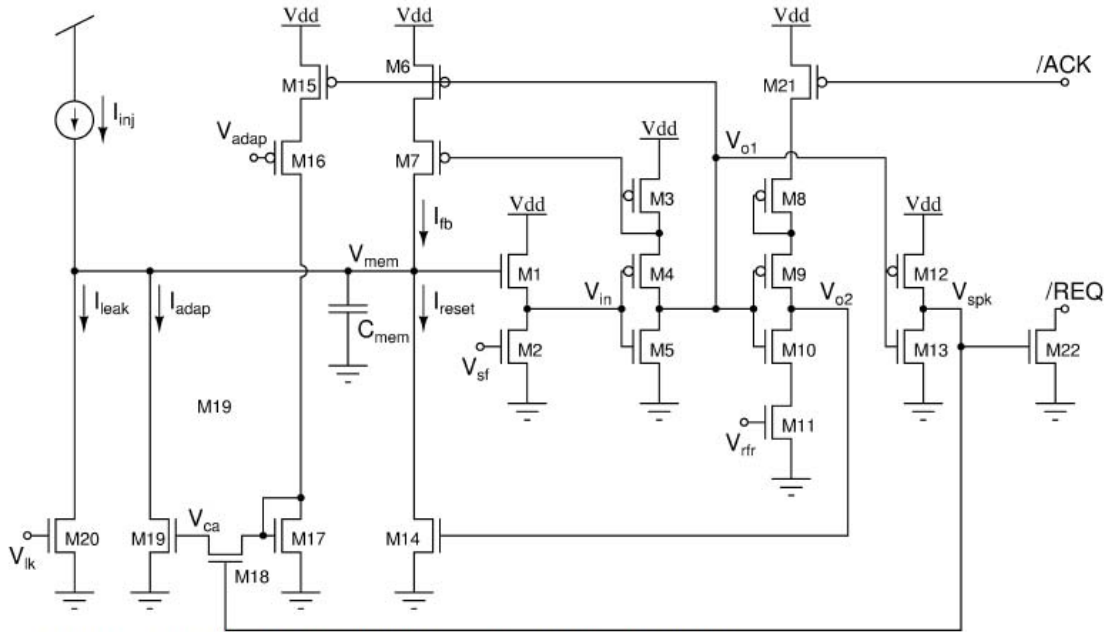 Vdd Vdd Vdd
M15 M6 M21 /ACK
I_inj
V_adap M16 M7 Vdd V_o1
M3 M8
Vdd Vdd
I_fb
V_mem M1 M4 M9 M12
V_in V_o2 V_spk /REQ
I_leak I_adap C_mem I_reset
M2 M5 M10 M13 M22
V_sf
M19
V_rfr M11
V_ca
M20 M19 M17 M14
V_lk M18